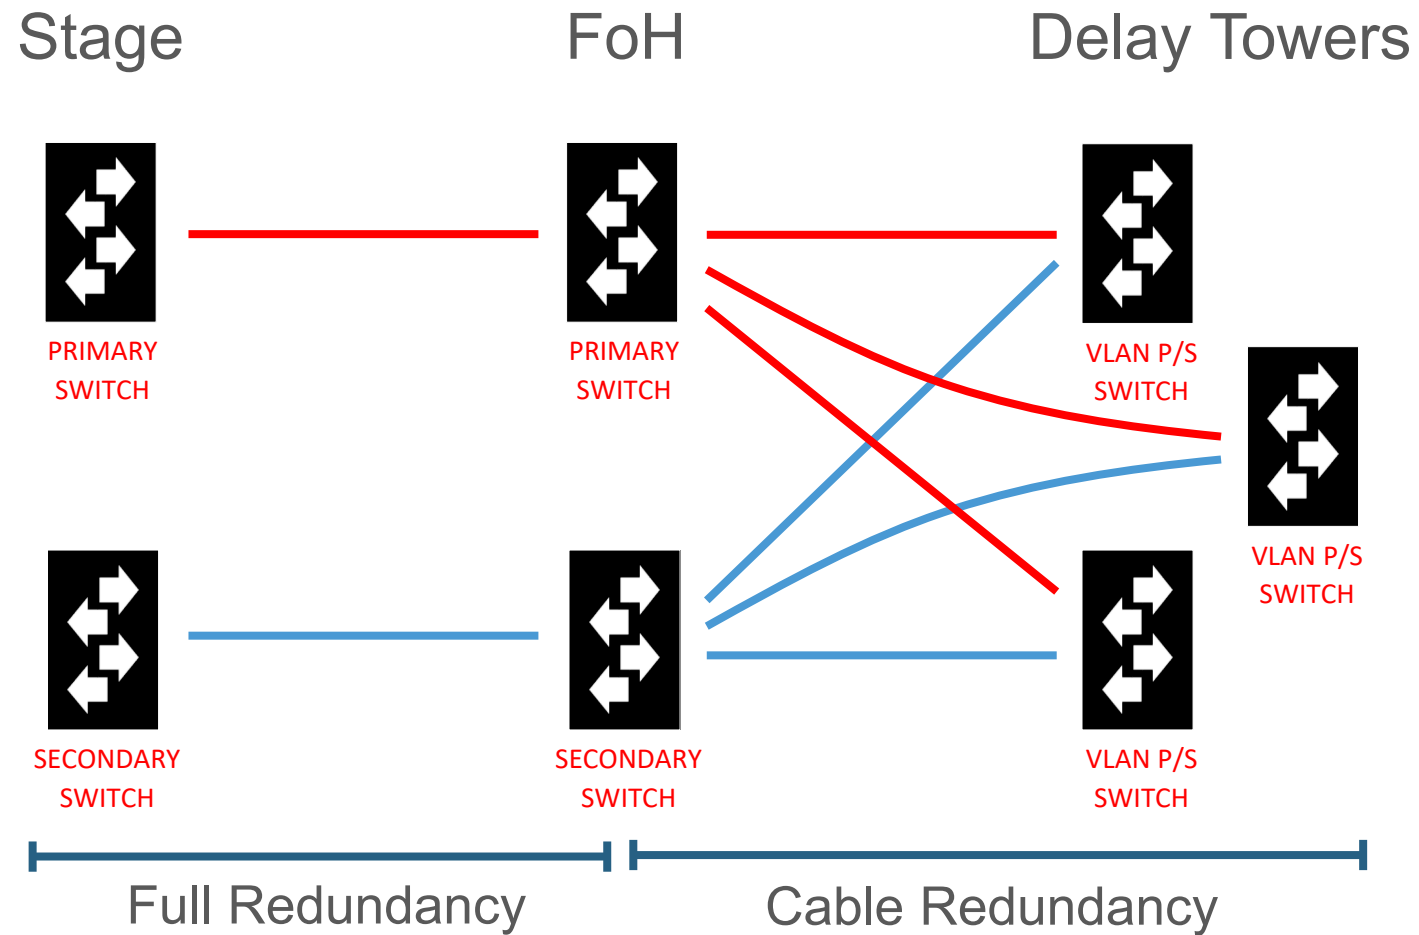 Stage
FoH
Delay Towers
PRIMARY
SWITCH
PRIMARY
SWITCH
VLAN P/S
SWITCH
VLAN P/S
SWITCH
SECONDARY
SWITCH
SECONDARY
SWITCH
VLAN P/S
SWITCH
Full Redundancy
Cable Redundancy